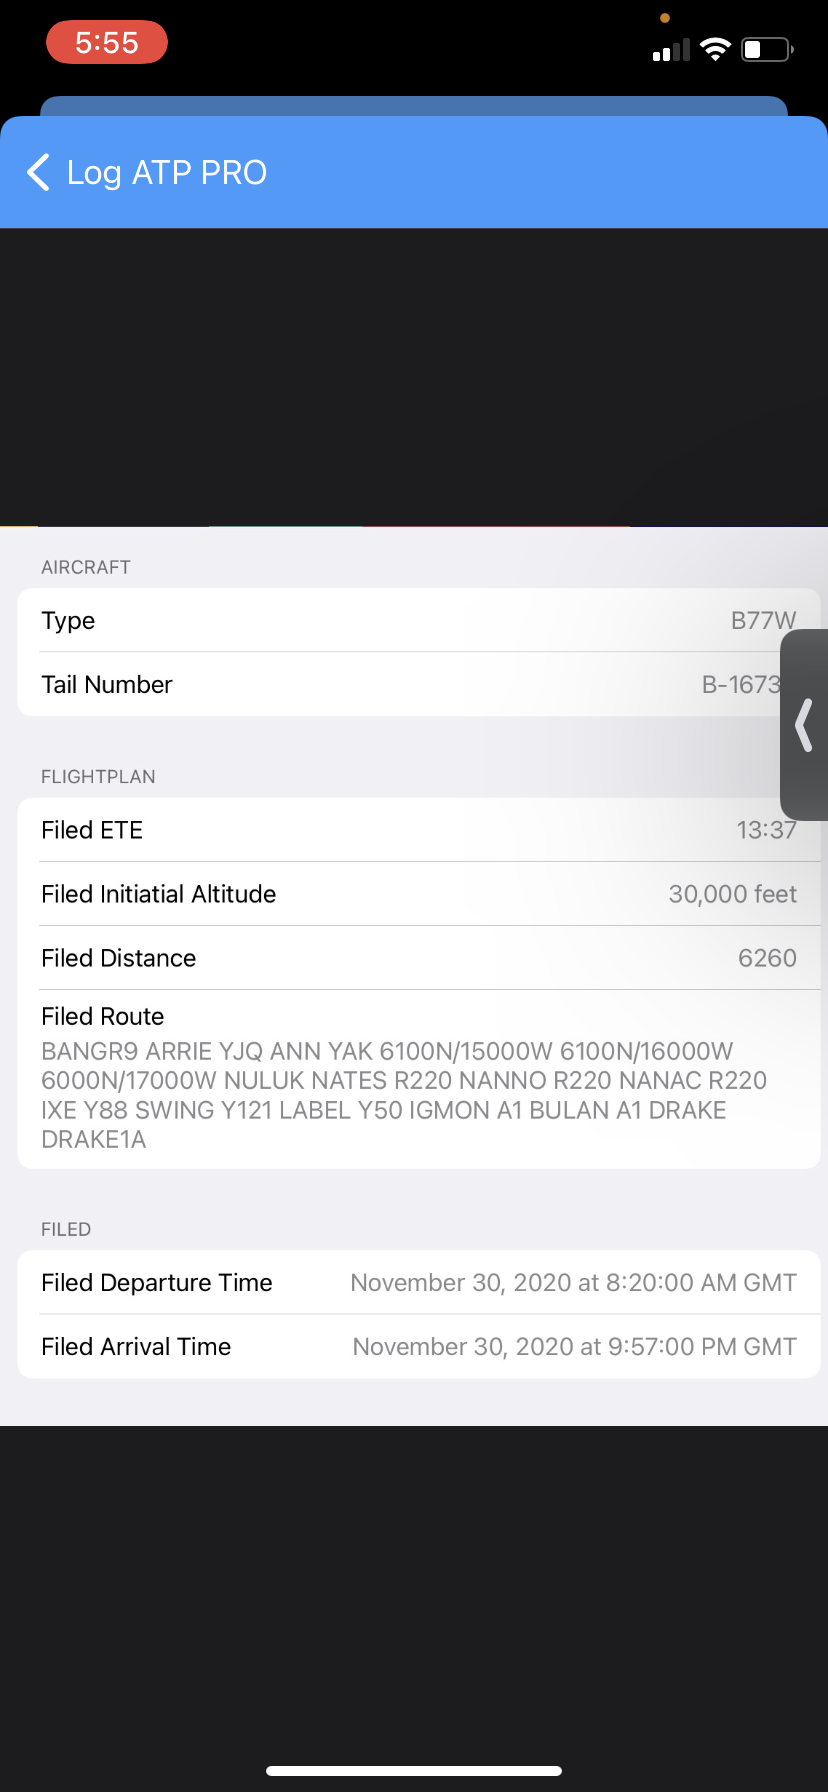 5:55
Log ATP PRO
AIRCRAFT
Type B77W
Tail Number B-1673
FLIGHTPLAN
Filed ETE 13:37
Filed Initiatial Altitude 30,000 feet
Filed Distance 6260
Filed Route
BANGR9 ARRIE YJQ ANN YAK 6100N/15000W 6100N/16000W
6000N/17000W NULUK NATES R220 NANNO R220 NANAC R220
IXE Y88 SWING Y121 LABEL Y50 IGMON A1 BULAN A1 DRAKE
DRAKE1A
FILED
Filed Departure Time November 30, 2020 at 8:20:00 AM GMT
Filed Arrival Time November 30, 2020 at 9:57:00 PM GMT